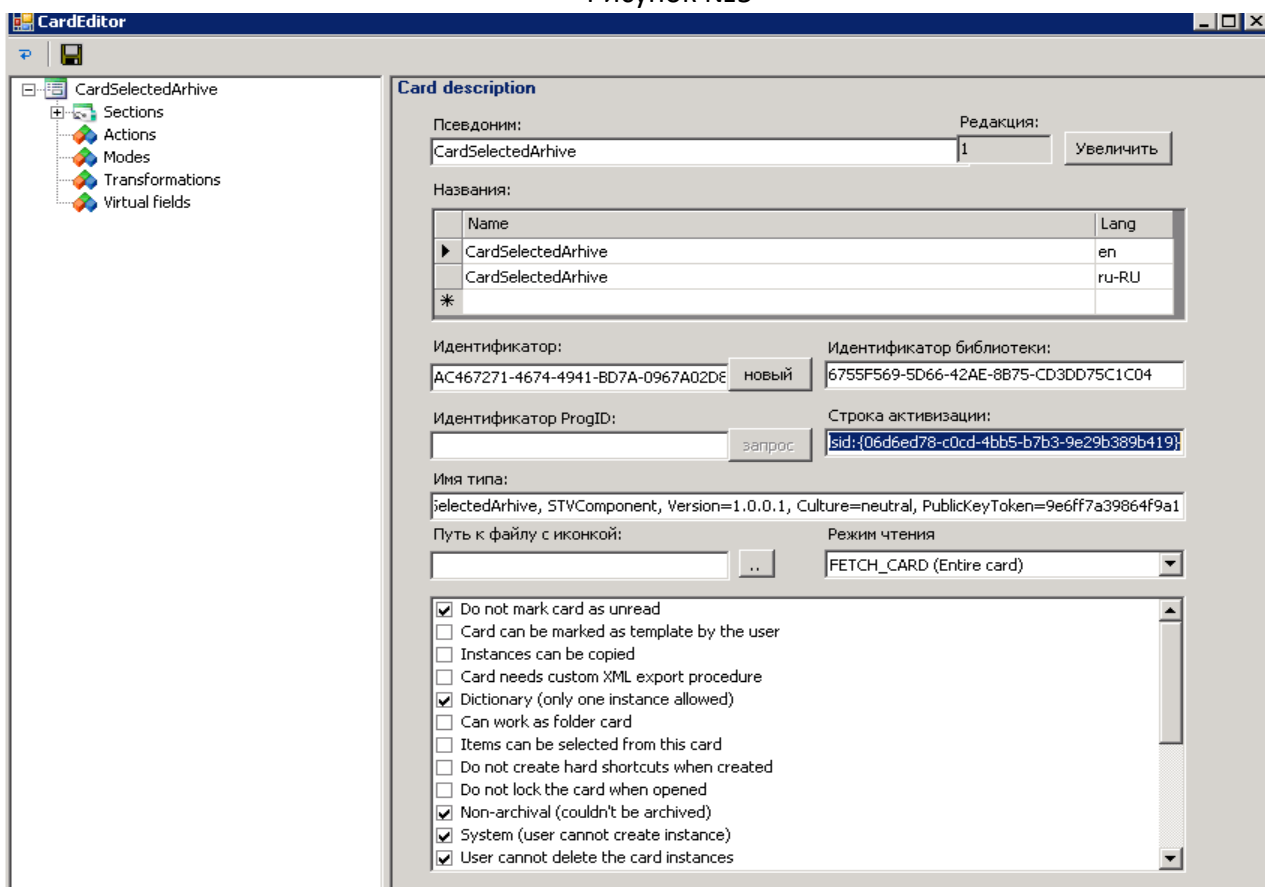 CardEditor
CardSelectedArhive
Sections
Actions
Modes
Transformations
Virtual fields
Card description
Псевдоним:
Редакция:
CardSelectedArhive
1
Увеличить
Названия:
Name
Lang
CardSelectedArhive
en
CardSelectedArhive
ru-RU
Идентификатор:
Идентификатор библиотеки:
AC467271-4674-4941-BD7A-0967A02D8
новый
6755F569-5D66-42AE-8B75-CD3DD75C1C04
Идентификатор ProgID:
Строка активизации:
запрос
lsid:{06d6ed78-c0cd-4bb5-b7b3-9e29b389b419}
Имя типа:
SelectedArhive, STVComponent, Version=1.0.0.1, Culture=neutral, PublicKeyToken=9e6ff7a39864f9a1
Путь к файлу с иконкой:
Режим чтения
..
FETCH_CARD (Entire card)
Do not mark card as unread
Card can be marked as template by the user
Instances can be copied
Card needs custom XML export procedure
Dictionary (only one instance allowed)
Can work as folder card
Items can be selected from this card
Do not create hard shortcuts when created
Do not lock the card when opened
Non-archival (couldn't be archived)
System (user cannot create instance)
User cannot delete the card instances